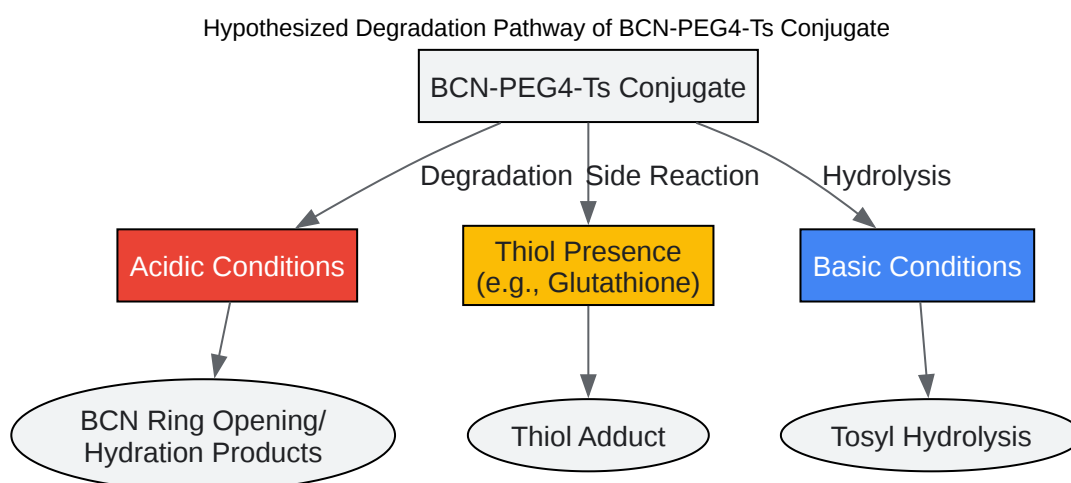 Hypothesized Degradation Pathway of BCN-PEG4-Ts Conjugate
BCN-PEG4-Ts Conjugate
Degradation
Side Reaction
Hydrolysis
Acidic Conditions
Thiol Presence
(e.g., Glutathione)
Basic Conditions
BCN Ring Opening/
Hydration Products
Thiol Adduct
Tosyl Hydrolysis